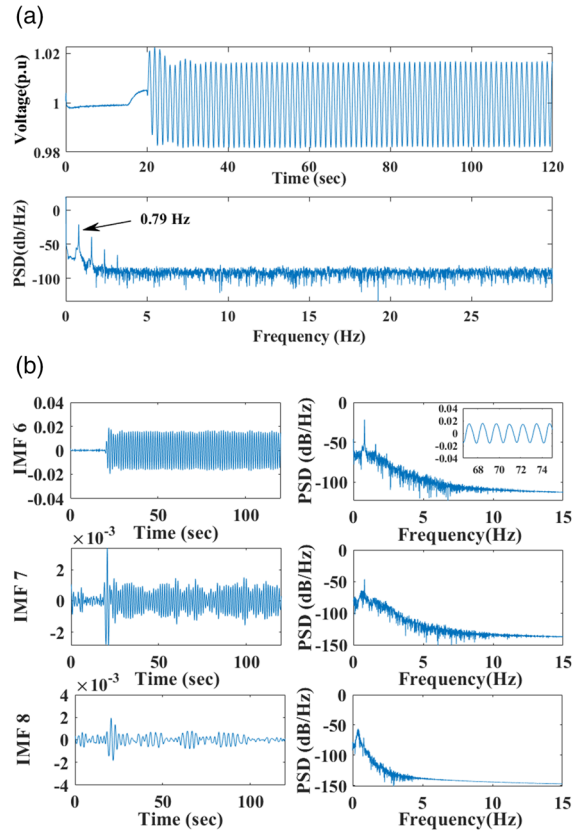 (a)
1.02
1
0.98
Voltage(p.u)
0 20 40 60 80 100 120
Time (sec)
0
-50
-100
PSD(db/Hz)
0.79 Hz
0 5 10 15 20 25
Frequency (Hz)
(b)
0.04
0.02
0
-0.02
-0.04
IMF 6
0 50 100
Time (sec)
0
-50
-100
PSD (dB/Hz)
0.04
0.02
0
-0.02
-0.04
68 70 72 74
0 5 10 15
Frequency(Hz)
×10⁻³
2
0
-2
IMF 7
0 50 100
Time (sec)
0
-50
-100
-150
PSD (dB/Hz)
0 5 10 15
Frequency(Hz)
×10⁻³
4
2
0
-2
-4
IMF 8
0 50 100
Time (sec)
0
-50
-100
-150
PSD (dB/Hz)
0 5 10 15
Frequency(Hz)